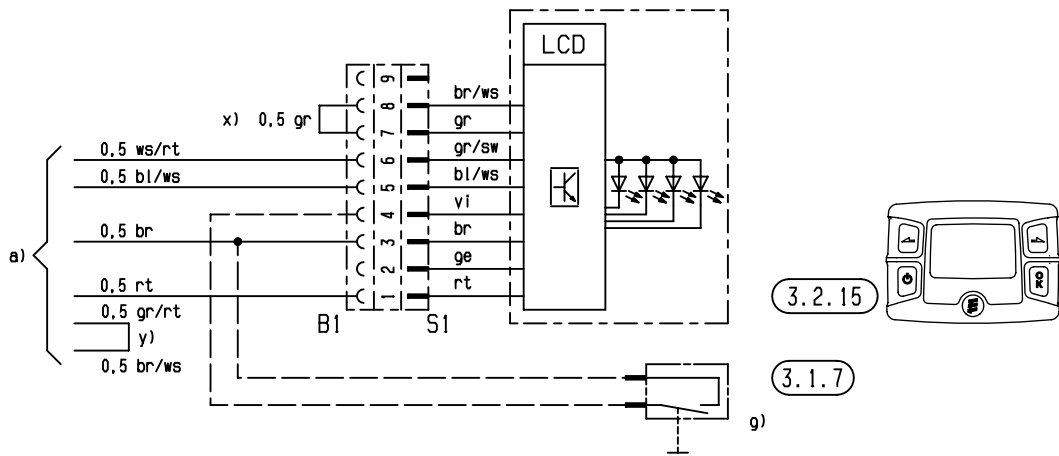 LCD
9
br/ws
8
x) 0,5 gr
gr
7
0,5 ws/rt
gr/sw
6
0,5 bl/ws
bl/ws
5
vi
4
a)
0,5 br
br
3
ge
2
0,5 rt
rt
1
3.2.15
OK
0,5 gr/rt
B1
S1
y)
0,5 br/ws
3.1.7
g)